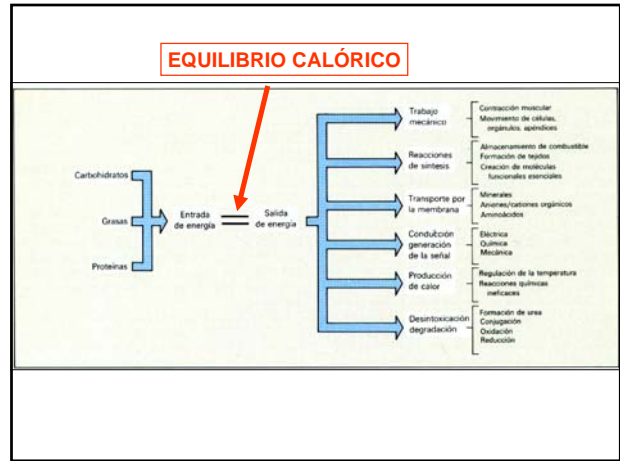 EQUILIBRIO CALÓRICO
Carbohidratos
Grasas
Proteínas
Entrada
de energía
Salida
de energía
Trabajo
mecánico
Contracción muscular
Movimiento de células,
orgánulos, apéndices
Reacciones
de síntesis
Almacenamiento de combustible
Formación de tejidos
Creación de moléculas
funcionales esenciales
Transporte por
la membrana
Minerales
Aniones/cationes orgánicos
Aminoácidos
Conducción
generación
de la señal
Eléctrica
Química
Mecánica
Producción
de calor
Regulación de la temperatura
Reacciones químicas
ineficaces
Desintoxicación
degradación
Formación de urea
Conjugación
Oxidación
Reducción